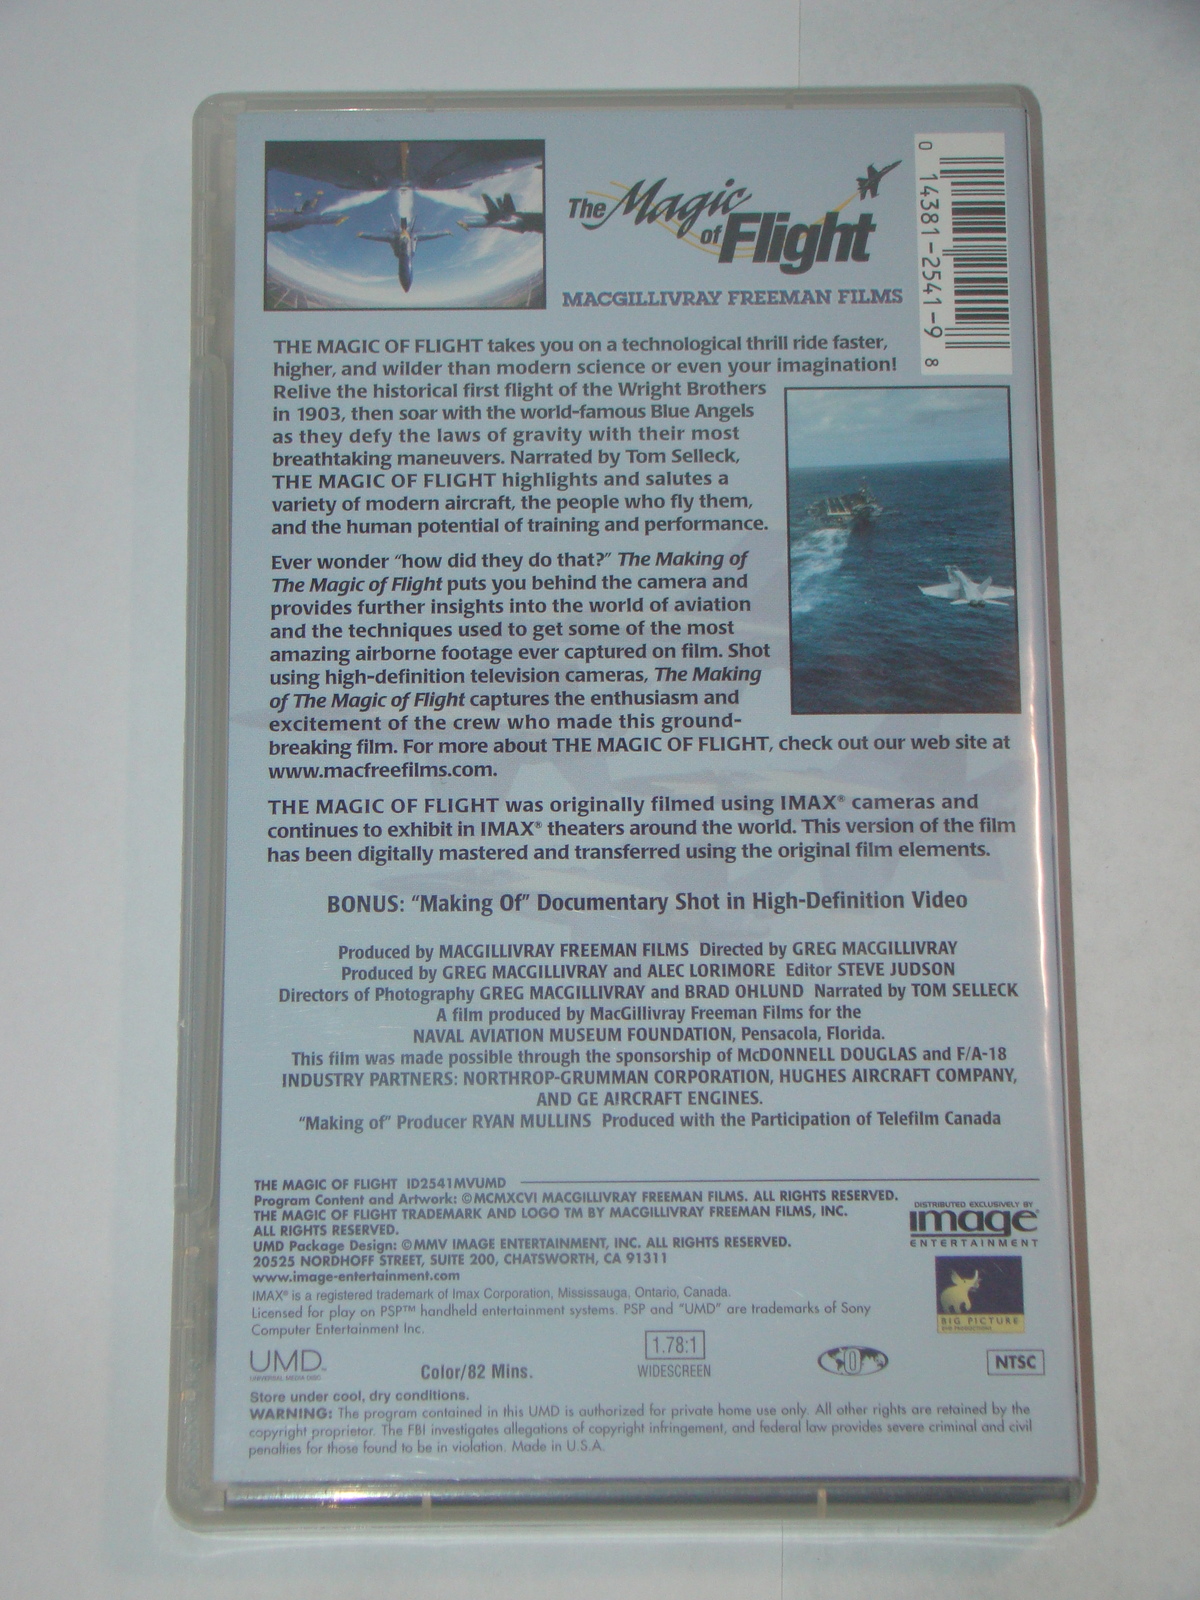 The Magic
of Flight
MACGILLIVRAY FREEMAN FILMS
0 14381-2541-9 8
THE MAGIC OF FLIGHT takes you on a technological thrill ride faster,
higher, and wilder than modern science or even your imagination!
Relive the historical first flight of the Wright Brothers
in 1903, then soar with the world-famous Blue Angels
as they defy the laws of gravity with their most
breathtaking maneuvers. Narrated by Tom Selleck,
THE MAGIC OF FLIGHT highlights and salutes a
variety of modern aircraft, the people who fly them,
and the human potential of training and performance.
Ever wonder “how did they do that?” The Making of
The Magic of Flight puts you behind the camera and
provides further insights into the world of aviation
and the techniques used to get some of the most
amazing airborne footage ever captured on film. Shot
using high-definition television cameras, The Making
of The Magic of Flight captures the enthusiasm and
excitement of the crew who made this ground-
breaking film. For more about THE MAGIC OF FLIGHT, check out our web site at
www.macfreefilms.com.
THE MAGIC OF FLIGHT was originally filmed using IMAX® cameras and
continues to exhibit in IMAX® theaters around the world. This version of the film
has been digitally mastered and transferred using the original film elements.
BONUS: “Making Of” Documentary Shot in High-Definition Video
Produced by MACGILLIVRAY FREEMAN FILMS Directed by GREG MACGILLIVRAY
Produced by GREG MACGILLIVRAY and ALEC LORIMORE Editor STEVE JUDSON
Directors of Photography GREG MACGILLIVRAY and BRAD OHLUND Narrated by TOM SELLECK
A film produced by MacGillivray Freeman Films for the
NAVAL AVIATION MUSEUM FOUNDATION, Pensacola, Florida.
This film was made possible through the sponsorship of McDONNELL DOUGLAS and F/A-18
INDUSTRY PARTNERS: NORTHROP-GRUMMAN CORPORATION, HUGHES AIRCRAFT COMPANY,
AND GE AIRCRAFT ENGINES.
“Making of” Producer RYAN MULLINS Produced with the Participation of Telefilm Canada
THE MAGIC OF FLIGHT ID2541MVUMD
Program Content and Artwork: ©MCMXCVI MACGILLIVRAY FREEMAN FILMS. ALL RIGHTS RESERVED.
THE MAGIC OF FLIGHT TRADEMARK AND LOGO TM BY MACGILLIVRAY FREEMAN FILMS, INC.
ALL RIGHTS RESERVED.
UMD Package Design: ©MMV IMAGE ENTERTAINMENT, INC. ALL RIGHTS RESERVED.
20525 NORDHOFF STREET, SUITE 200, CHATSWORTH, CA 91311
www.image-entertainment.com
IMAX® is a registered trademark of Imax Corporation, Mississauga, Ontario, Canada.
Licensed for play on PSP™ handheld entertainment systems. PSP and “UMD” are trademarks of Sony
Computer Entertainment Inc.
DISTRIBUTED EXCLUSIVELY BY
image®
ENTERTAINMENT
BIG PICTURE
UMD™
UNIVERSAL MEDIA DISC
Color/82 Mins.
1.78:1
WIDESCREEN
0
NTSC
Store under cool, dry conditions.
WARNING: The program contained in this UMD is authorized for private home use only. All other rights are retained by the
copyright proprietor. The FBI investigates allegations of copyright infringement, and federal law provides severe criminal and civil
penalties for those found to be in violation. Made in U.S.A.